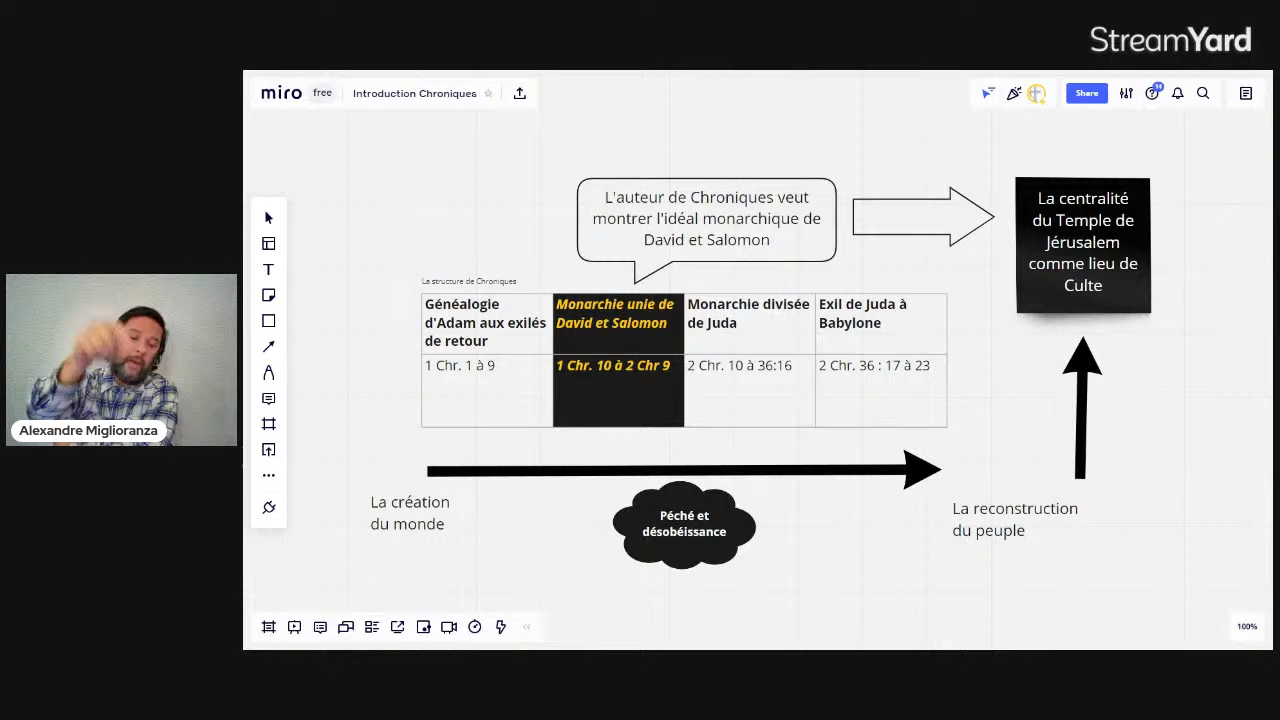 StreamYard
miro free Introduction Chroniques
Share
14
L'auteur de Chroniques veut
montrer l'idéal monarchique de
David et Salomon
La centralité
du Temple de
Jérusalem
comme lieu de
Culte
La structure de Chroniques
Généalogie
d'Adam aux exilés
de retour
Monarchie unie de
David et Salomon
Monarchie divisée
de Juda
Exil de Juda à
Babylone
1 Chr. 1 à 9
1 Chr. 10 à 2 Chr 9
2 Chr. 10 à 36:16
2 Chr. 36 : 17 à 23
Alexandre Miglioranza
La création
du monde
Péché et
désobéissance
La reconstruction
du peuple
100%